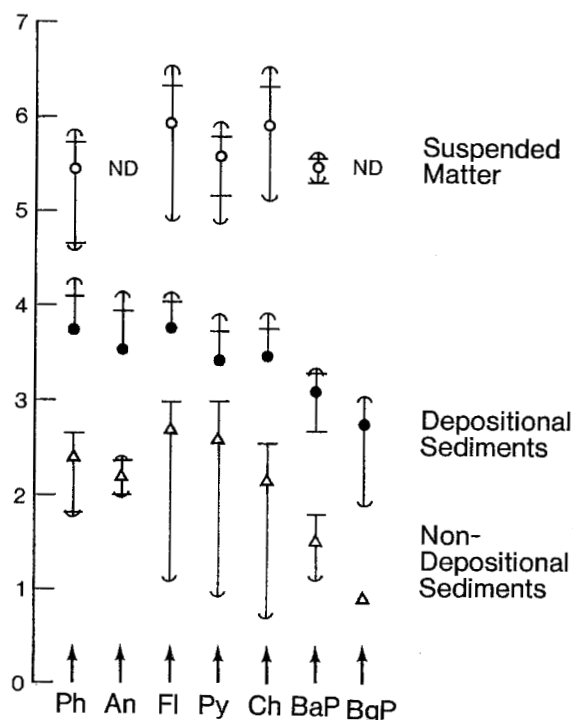 7
6
5
4
3
2
1
0
ND
ND
Suspended
Matter
Depositional
Sediments
Non-
Depositional
Sediments
Ph An Fl Py Ch BaP BgP